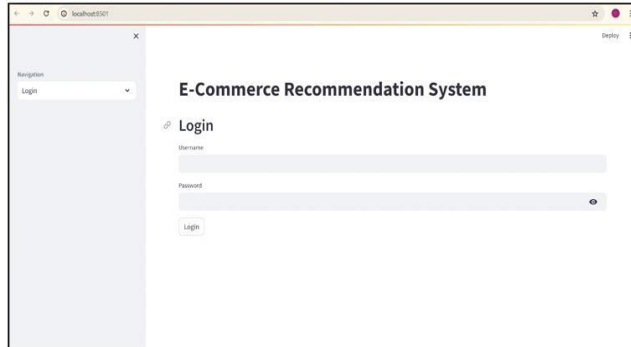 localhost:8501
Deploy
Navigation
Login
E-Commerce Recommendation System
Login
Username
Password
Login